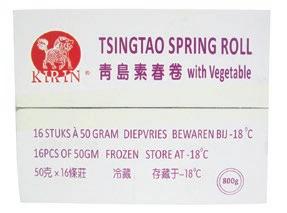 KIRIN ®
TSINGTAO SPRING ROLL
青島素春卷 with Vegetable
16 STUKS À 50 GRAM DIEPVRIES BEWAREN BIJ -18 °C
16PCS OF 50GM FROZEN STORE AT -18°C
50克 x 16條莊 冷藏 存藏于-18°C
800g